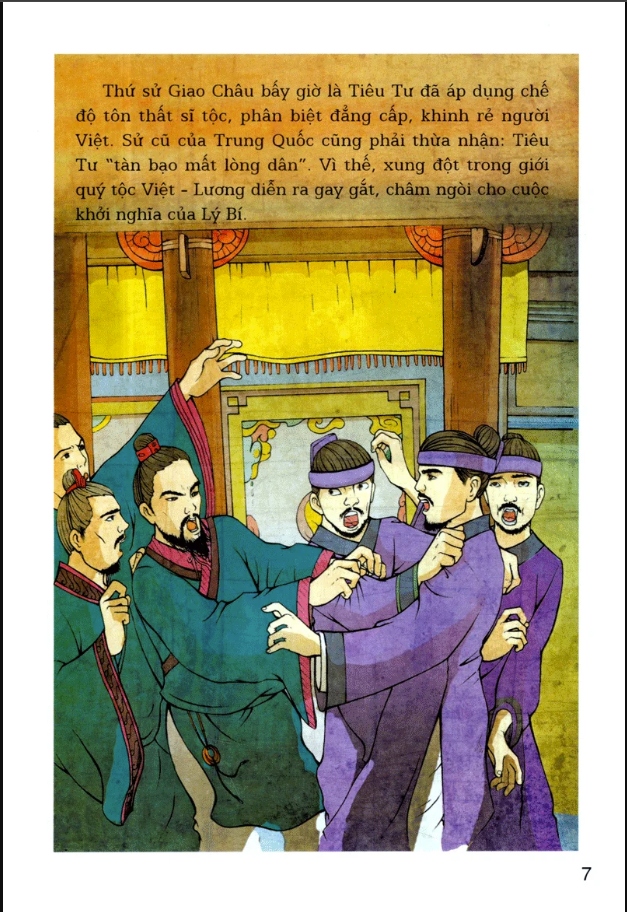 Thứ sử Giao Châu bấy giờ là Tiêu Tư đã áp dụng chế
độ tôn thất sĩ tộc, phân biệt đẳng cấp, khinh rẻ người
Việt. Sử cũ của Trung Quốc cũng phải thừa nhận: Tiêu
Tư “tàn bạo mất lòng dân”. Vì thế, xung đột trong giới
quý tộc Việt - Lương diễn ra gay gắt, châm ngòi cho cuộc
khởi nghĩa của Lý Bí.
7